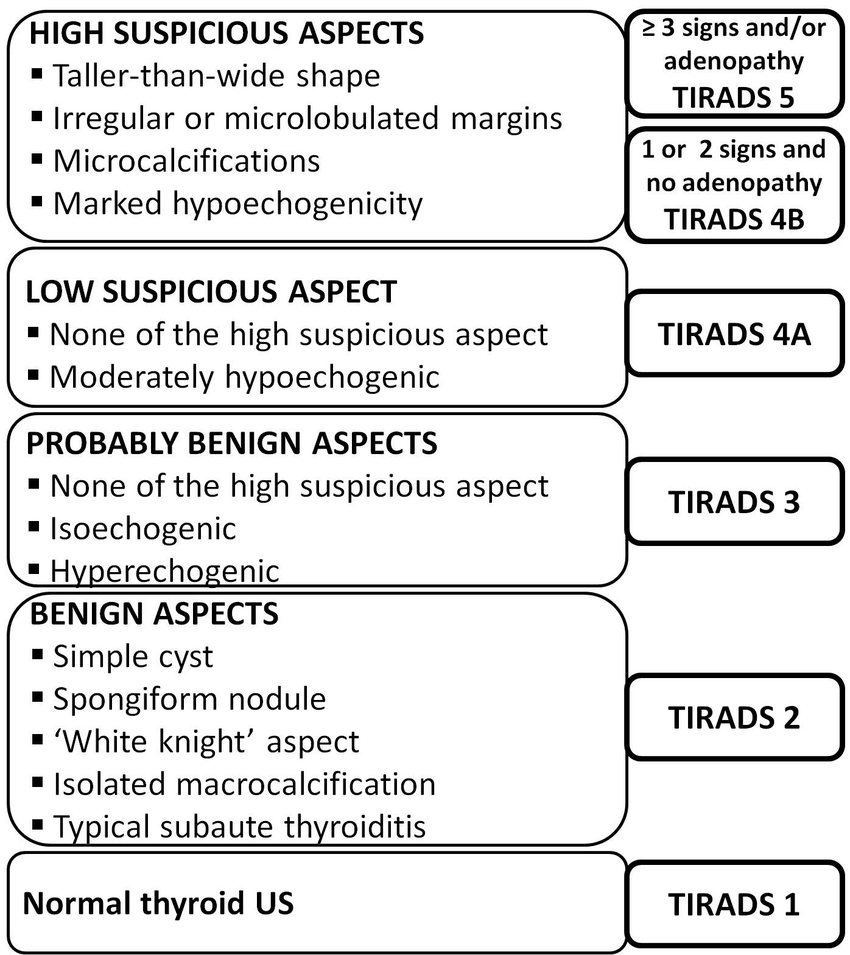 HIGH SUSPICIOUS ASPECTS
▪ Taller-than-wide shape
▪ Irregular or microlobulated margins
▪ Microcalcifications
▪ Marked hypoechogenicity
≥ 3 signs and/or
adenopathy
TIRADS 5
1 or 2 signs and
no adenopathy
TIRADS 4B
LOW SUSPICIOUS ASPECT
▪ None of the high suspicious aspect
▪ Moderately hypoechogenic
TIRADS 4A
PROBABLY BENIGN ASPECTS
▪ None of the high suspicious aspect
▪ Isoechogenic
▪ Hyperechogenic
TIRADS 3
BENIGN ASPECTS
▪ Simple cyst
▪ Spongiform nodule
▪ ‘White knight’ aspect
▪ Isolated macrocalcification
▪ Typical subaute thyroiditis
TIRADS 2
Normal thyroid US
TIRADS 1